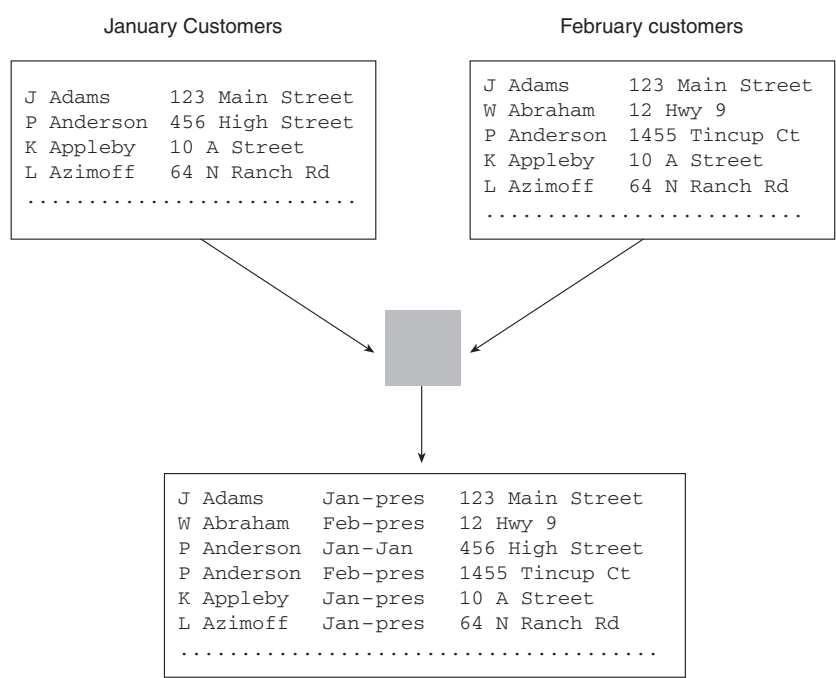 January Customers
J Adams 123 Main Street
P Anderson 456 High Street
K Appleby 10 A Street
L Azimoff 64 N Ranch Rd
...........................
February customers
J Adams 123 Main Street
W Abraham 12 Hwy 9
P Anderson 1455 Tincup Ct
K Appleby 10 A Street
L Azimoff 64 N Ranch Rd
..........................
J Adams Jan-pres 123 Main Street
W Abraham Feb-pres 12 Hwy 9
P Anderson Jan-Jan 456 High Street
P Anderson Feb-pres 1455 Tincup Ct
K Appleby Jan-pres 10 A Street
L Azimoff Jan-pres 64 N Ranch Rd
.......................................